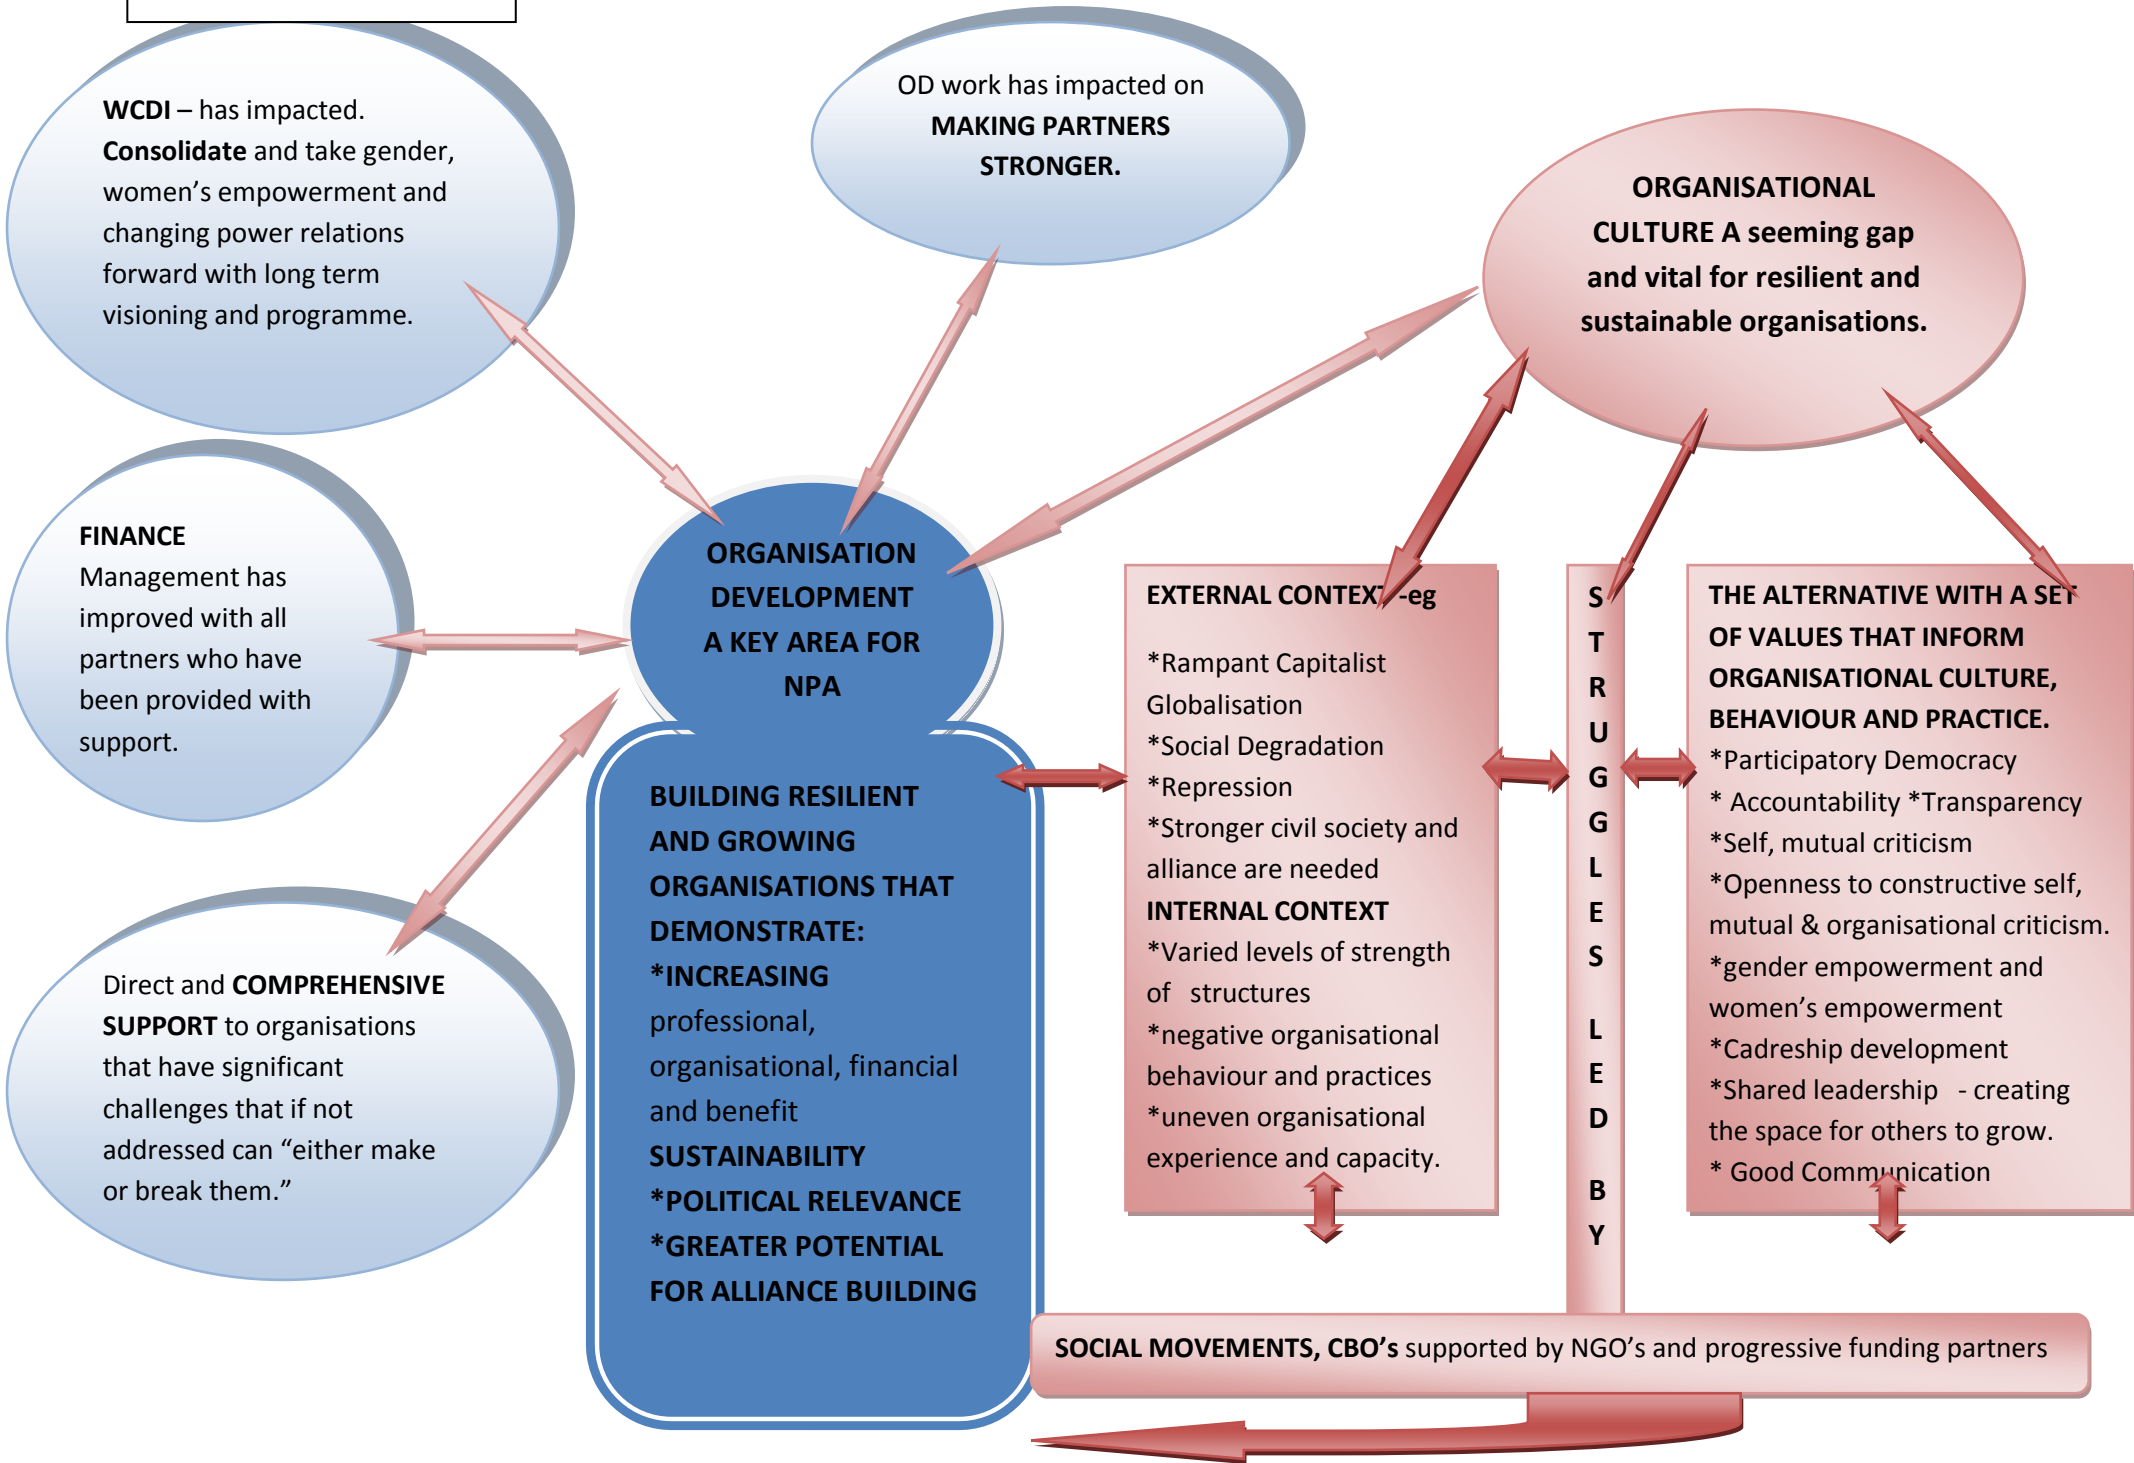 WCDI – has impacted.
Consolidate and take gender,
women’s empowerment and
changing power relations
forward with long term
visioning and programme.
OD work has impacted on
MAKING PARTNERS
STRONGER.
ORGANISATIONAL
CULTURE A seeming gap
and vital for resilient and
sustainable organisations.
FINANCE
Management has
improved with all
partners who have
been provided with
support.
ORGANISATION
DEVELOPMENT
A KEY AREA FOR
NPA
Direct and COMPREHENSIVE
SUPPORT to organisations
that have significant
challenges that if not
addressed can “either make
or break them.”
BUILDING RESILIENT
AND GROWING
ORGANISATIONS THAT
DEMONSTRATE:
*INCREASING
professional,
organisational, financial
and benefit
SUSTAINABILITY
*POLITICAL RELEVANCE
*GREATER POTENTIAL
FOR ALLIANCE BUILDING
EXTERNAL CONTEXT -eg
*Rampant Capitalist
Globalisation
*Social Degradation
*Repression
*Stronger civil society and
alliance are needed
INTERNAL CONTEXT
*Varied levels of strength
of structures
*negative organisational
behaviour and practices
*uneven organisational
experience and capacity.
S
T
R
U
G
G
L
E
S
L
E
D
B
Y
THE ALTERNATIVE WITH A SET
OF VALUES THAT INFORM
ORGANISATIONAL CULTURE,
BEHAVIOUR AND PRACTICE.
*Participatory Democracy
* Accountability *Transparency
*Self, mutual criticism
*Openness to constructive self,
mutual & organisational criticism.
*gender empowerment and
women’s empowerment
*Cadreship development
*Shared leadership - creating
the space for others to grow.
* Good Communication
SOCIAL MOVEMENTS, CBO’s supported by NGO’s and progressive funding partners